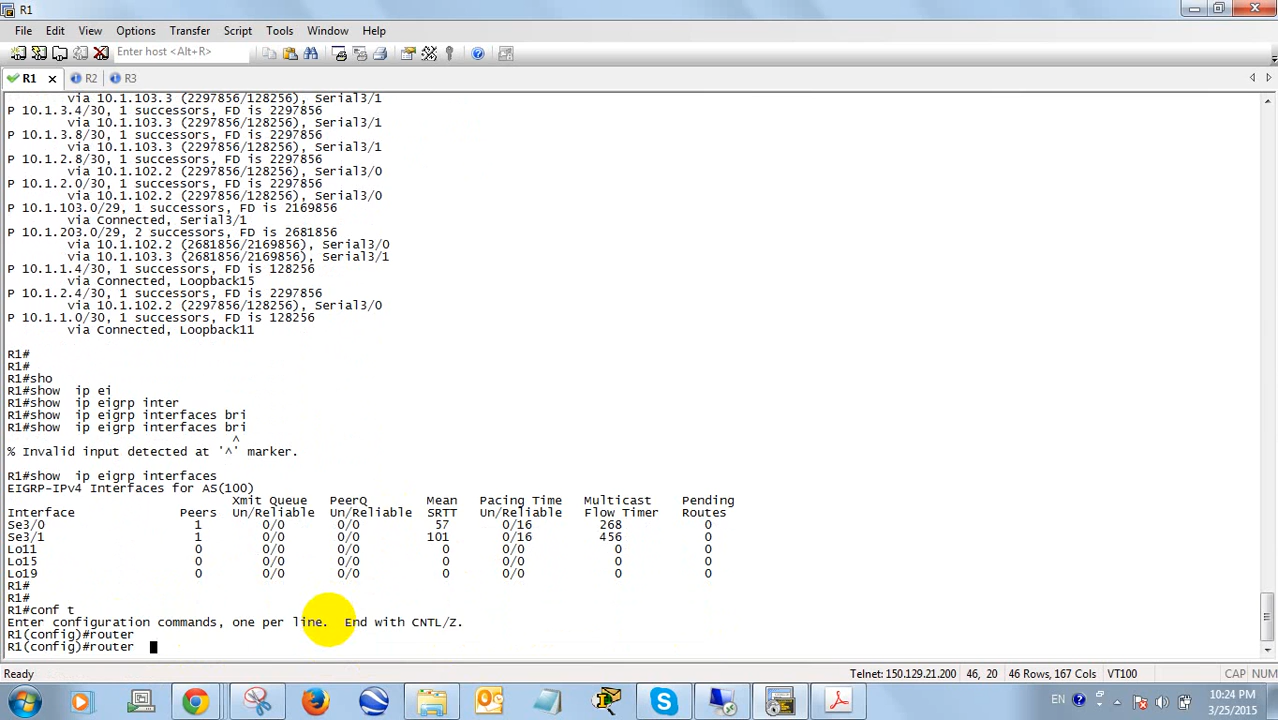 R1
File Edit View Options Transfer Script Tools Window Help
Enter host <Alt+R>
R1 R2 R3
via 10.1.103.3 (2297856/128256), Serial3/1
P 10.1.3.4/30, 1 successors, FD is 2297856
via 10.1.103.3 (2297856/128256), Serial3/1
P 10.1.3.8/30, 1 successors, FD is 2297856
via 10.1.103.3 (2297856/128256), Serial3/1
P 10.1.2.8/30, 1 successors, FD is 2297856
via 10.1.102.2 (2297856/128256), Serial3/0
P 10.1.2.0/30, 1 successors, FD is 2297856
via 10.1.102.2 (2297856/128256), Serial3/0
P 10.1.103.0/29, 1 successors, FD is 2169856
via Connected, Serial3/1
P 10.1.203.0/29, 2 successors, FD is 2681856
via 10.1.102.2 (2681856/2169856), Serial3/0
via 10.1.103.3 (2681856/2169856), Serial3/1
P 10.1.1.4/30, 1 successors, FD is 128256
via Connected, Loopback15
P 10.1.2.4/30, 1 successors, FD is 2297856
via 10.1.102.2 (2297856/128256), Serial3/0
P 10.1.1.0/30, 1 successors, FD is 128256
via Connected, Loopback11
R1#
R1#
R1#sho
R1#show ip ei
R1#show ip eigrp inter
R1#show ip eigrp interfaces bri
R1#show ip eigrp interfaces bri
^
% Invalid input detected at '^' marker.
R1#show ip eigrp interfaces
EIGRP-IPv4 Interfaces for AS(100)
Xmit Queue PeerQ Mean Pacing Time Multicast Pending
Interface Peers Un/Reliable Un/Reliable SRTT Un/Reliable Flow Timer Routes
Se3/0 1 0/0 0/0 57 0/16 268 0
Se3/1 1 0/0 0/0 101 0/16 456 0
Lo11 0 0/0 0/0 0 0/0 0 0
Lo15 0 0/0 0/0 0 0/0 0 0
Lo19 0 0/0 0/0 0 0/0 0 0
R1#
R1#
R1#conf t
Enter configuration commands, one per line. End with CNTL/Z.
R1(config)#router
R1(config)#router
Ready Telnet: 150.129.21.200 46, 20 46 Rows, 167 Cols VT100 CAP NUM
EN 10:24 PM
3/25/2015